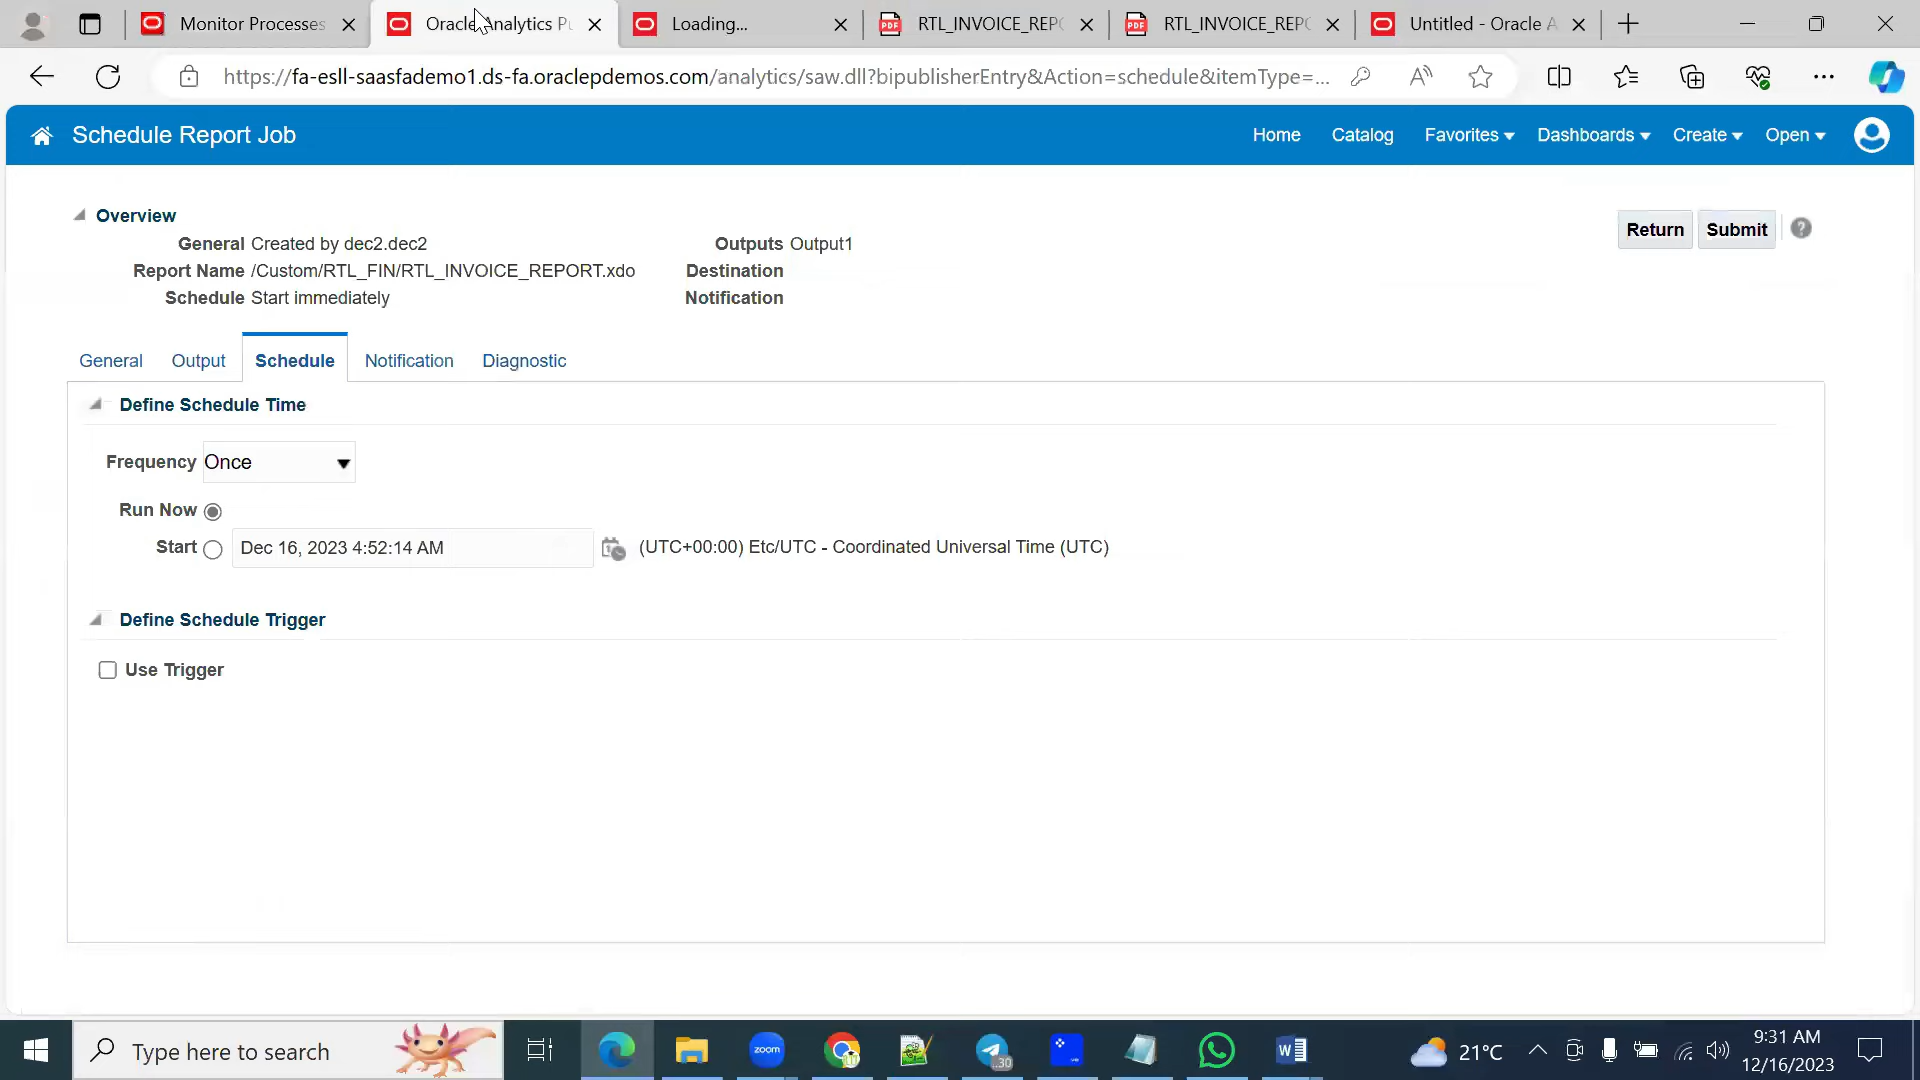 Monitor Processes
Oracle Analytics Pu
Loading...
RTL_INVOICE_REPO
RTL_INVOICE_REPO
Untitled - Oracle A
https://fa-esll-saasfademo1.ds-fa.oraclepdemos.com/analytics/saw.dll?bipublisherEntry&Action=schedule&itemType=...
Schedule Report Job
Home
Catalog
Favorites
Dashboards
Create
Open
Overview
Return
Submit
General Created by dec2.dec2
Outputs Output1
Report Name /Custom/RTL_FIN/RTL_INVOICE_REPORT.xdo
Destination
Schedule Start immediately
Notification
General
Output
Schedule
Notification
Diagnostic
Define Schedule Time
Frequency Once
Run Now
Start Dec 16, 2023 4:52:14 AM (UTC+00:00) Etc/UTC - Coordinated Universal Time (UTC)
Define Schedule Trigger
Use Trigger
Type here to search
zoom
30
21°C
9:31 AM
12/16/2023